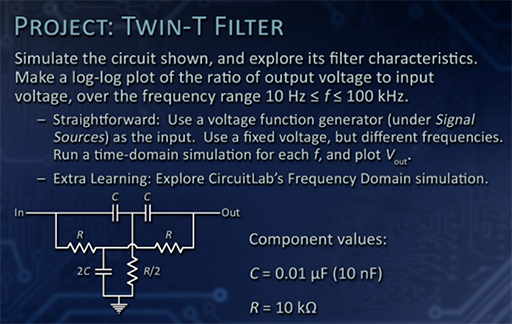 PROJECT: TWIN-T FILTER
Simulate the circuit shown, and explore its filter characteristics.
Make a log-log plot of the ratio of output voltage to input
voltage, over the frequency range 10 Hz ≤ f ≤ 100 kHz.
– Straightforward: Use a voltage function generator (under Signal
Sources) as the input. Use a fixed voltage, but different frequencies.
Run a time-domain simulation for each f, and plot Vout.
– Extra Learning: Explore CircuitLab's Frequency Domain simulation.
C C
In Out
R R
2C R/2
Component values:
C = 0.01 µF (10 nF)
R = 10 kΩ